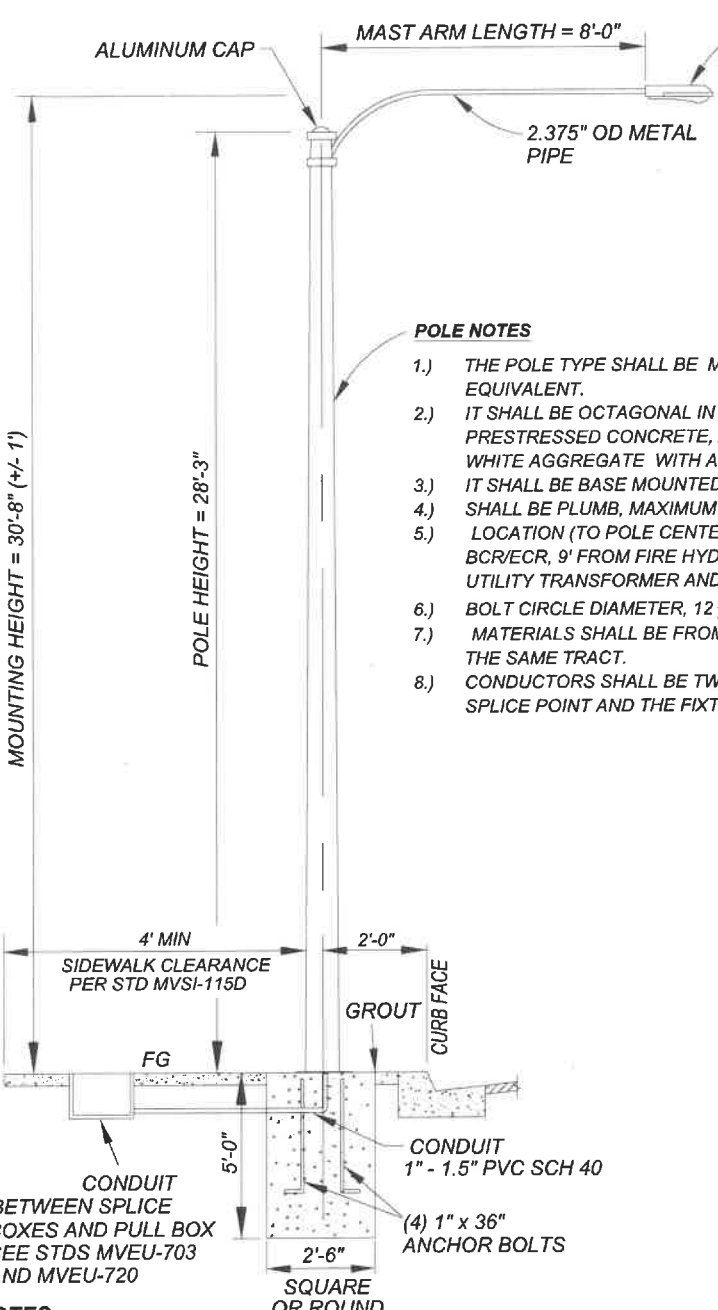 ALUMINUM CAP
MAST ARM LENGTH = 8'-0"
2.375" OD METAL
PIPE
MOUNTING HEIGHT = 30'-8" (+/- 1')
POLE HEIGHT = 28'-3"
POLE NOTES
1.) THE POLE TYPE SHALL BE
EQUIVALENT.
2.) IT SHALL BE OCTAGONAL IN
PRESTRESSED CONCRETE,
WHITE AGGREGATE WITH A
3.) IT SHALL BE BASE MOUNTED
4.) SHALL BE PLUMB, MAXIMUM
5.) LOCATION (TO POLE
BCR/ECR, 9' FROM FIRE
UTILITY TRANSFORMER AND
6.) BOLT CIRCLE DIAMETER, 12
7.) MATERIALS SHALL BE FROM
THE SAME TRACT.
8.) CONDUCTORS SHALL BE
SPLICE POINT AND THE
4' MIN
SIDEWALK CLEARANCE
PER STD MVSI-115D
2'-0"
CURB FACE
GROUT
FG
5'-0"
CONDUIT
1" - 1.5" PVC SCH 40
CONDUIT
BETWEEN SPLICE
BOXES AND PULL BOX
SEE STDS MVEU-703
AND MVEU-720
(4) 1" x 36"
ANCHOR BOLTS
2'-6"
SQUARE
OR ROUND